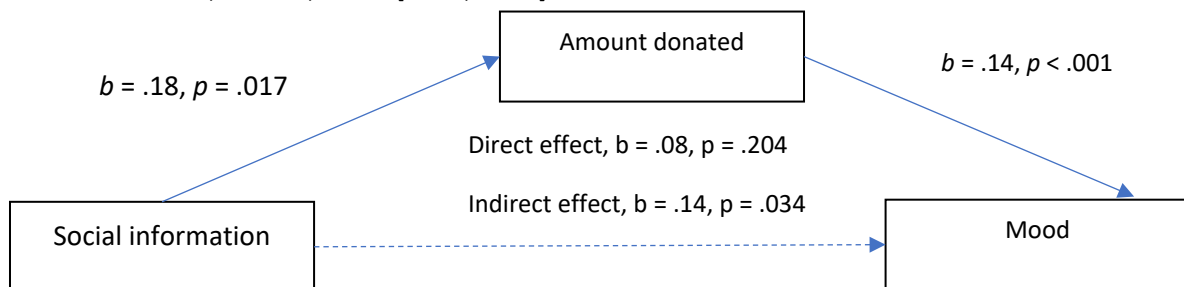 Amount donated
b = .14, p < .001
b = .18, p = .017
Direct effect, b = .08, p = .204
Indirect effect, b = .14, p = .034
Social information
Mood